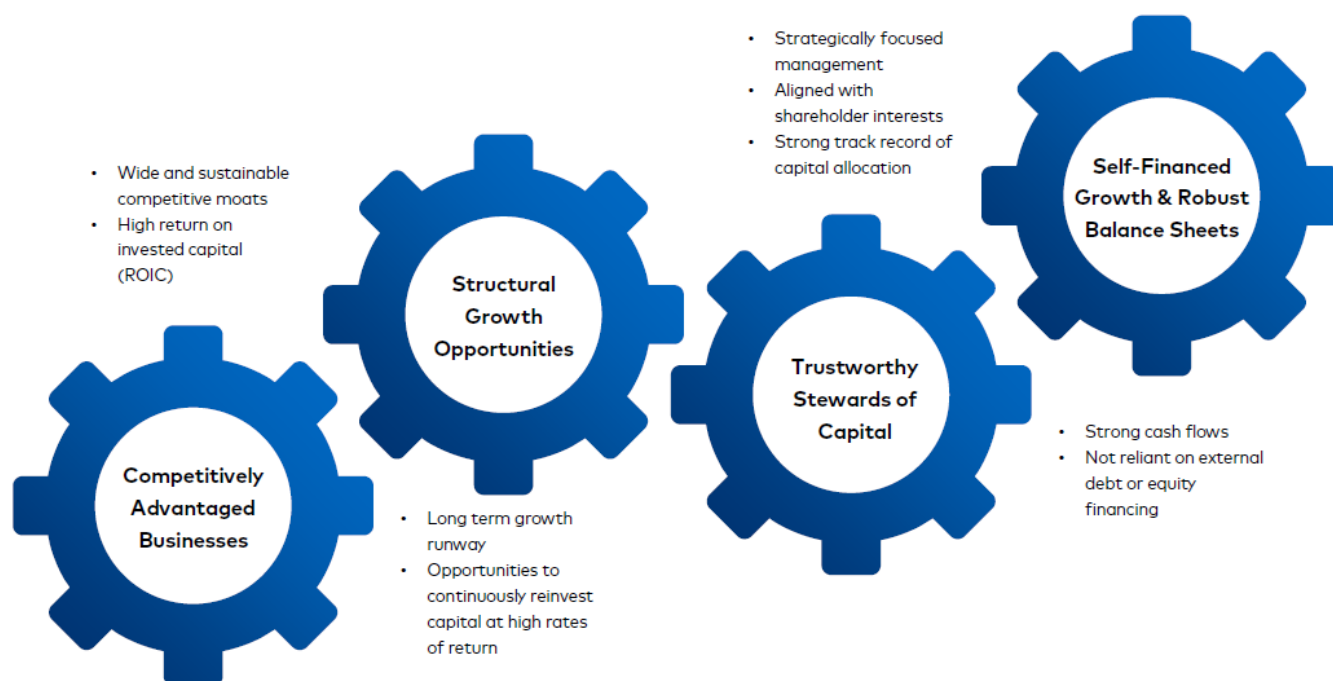 • Wide and sustainable
competitive moats
• High return on
invested capital
(ROIC)
Competitively
Advantaged
Businesses
Structural
Growth
Opportunities
• Long term growth
runway
• Opportunities to
continuously reinvest
capital at high rates
of return
• Strategically focused
management
• Aligned with
shareholder interests
• Strong track record of
capital allocation
Trustworthy
Stewards of
Capital
Self-Financed
Growth & Robust
Balance Sheets
• Strong cash flows
• Not reliant on external
debt or equity
financing